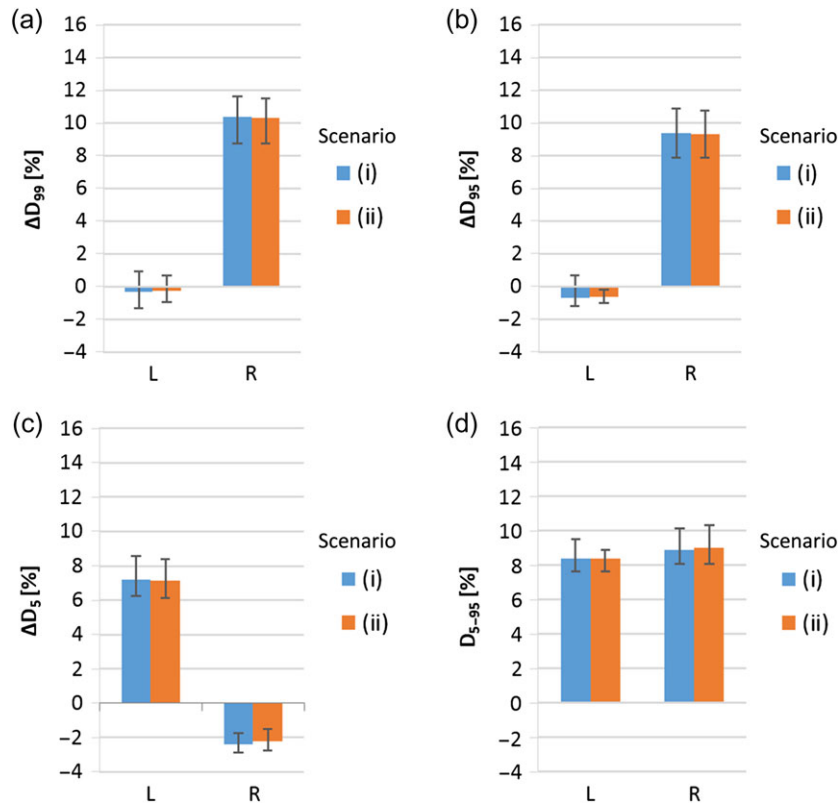 (a)
16
14
12
10
8
6
4
2
0
−2
−4
ΔD99 [%]
L R
Scenario
(i)
(ii)
(b)
16
14
12
10
8
6
4
2
0
−2
−4
ΔD95 [%]
L R
Scenario
(i)
(ii)
(c)
16
14
12
10
8
6
4
2
0
−2
−4
ΔD5 [%]
L R
Scenario
(i)
(ii)
(d)
16
14
12
10
8
6
4
2
0
−2
−4
D5–95 [%]
L R
Scenario
(i)
(ii)